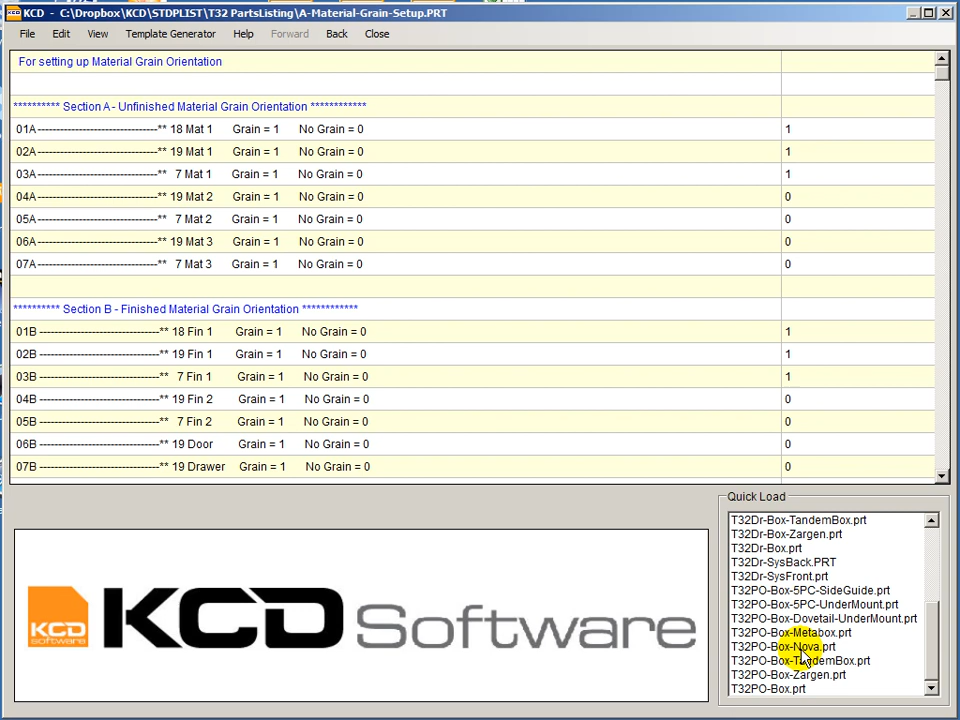 KCD - C:\Dropbox\KCD\STDPLIST\T32 PartsListing\A-Material-Grain-Setup.PRT
File Edit View Template Generator Help Forward Back Close
For setting up Material Grain Orientation
********** Section A - Unfinished Material Grain Orientation ************
01A--------------------------------** 18 Mat 1 Grain = 1 No Grain = 0 1
02A--------------------------------** 19 Mat 1 Grain = 1 No Grain = 0 1
03A--------------------------------** 7 Mat 1 Grain = 1 No Grain = 0 1
04A--------------------------------** 19 Mat 2 Grain = 1 No Grain = 0 0
05A--------------------------------** 7 Mat 2 Grain = 1 No Grain = 0 0
06A--------------------------------** 19 Mat 3 Grain = 1 No Grain = 0 0
07A--------------------------------** 7 Mat 3 Grain = 1 No Grain = 0 0
********** Section B - Finished Material Grain Orientation ************
01B --------------------------------** 18 Fin 1 Grain = 1 No Grain = 0 1
02B --------------------------------** 19 Fin 1 Grain = 1 No Grain = 0 1
03B --------------------------------** 7 Fin 1 Grain = 1 No Grain = 0 1
04B --------------------------------** 19 Fin 2 Grain = 1 No Grain = 0 0
05B --------------------------------** 7 Fin 2 Grain = 1 No Grain = 0 0
06B --------------------------------** 19 Door Grain = 1 No Grain = 0 0
07B --------------------------------** 19 Drawer Grain = 1 No Grain = 0 0
Quick Load
T32Dr-Box-TandemBox.prt
T32Dr-Box-Zargen.prt
T32Dr-Box.prt
T32Dr-SysBack.PRT
T32Dr-SysFront.prt
T32PO-Box-5PC-SideGuide.prt
T32PO-Box-5PC-UnderMount.prt
T32PO-Box-Dovetail-UnderMount.prt
T32PO-Box-Metabox.prt
T32PO-Box-Nova.prt
T32PO-Box-TandemBox.prt
T32PO-Box-Zargen.prt
T32PO-Box.prt
KCD software
KCD Software